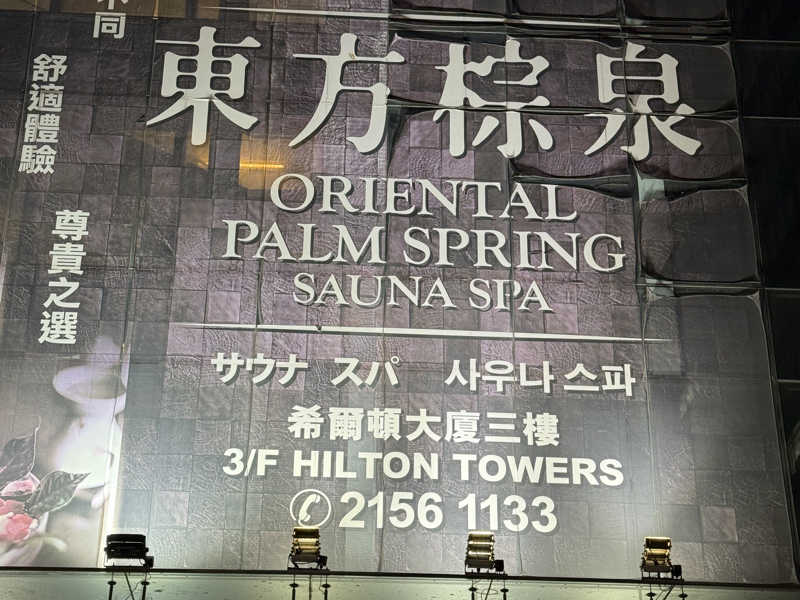 同
舒適體驗
尊貴之選
東方棕泉
ORIENTAL
PALM SPRING
SAUNA SPA
サウナ スパ 사우나 스파
希爾頓大廈三樓
3/F HILTON TOWERS
2156 1133